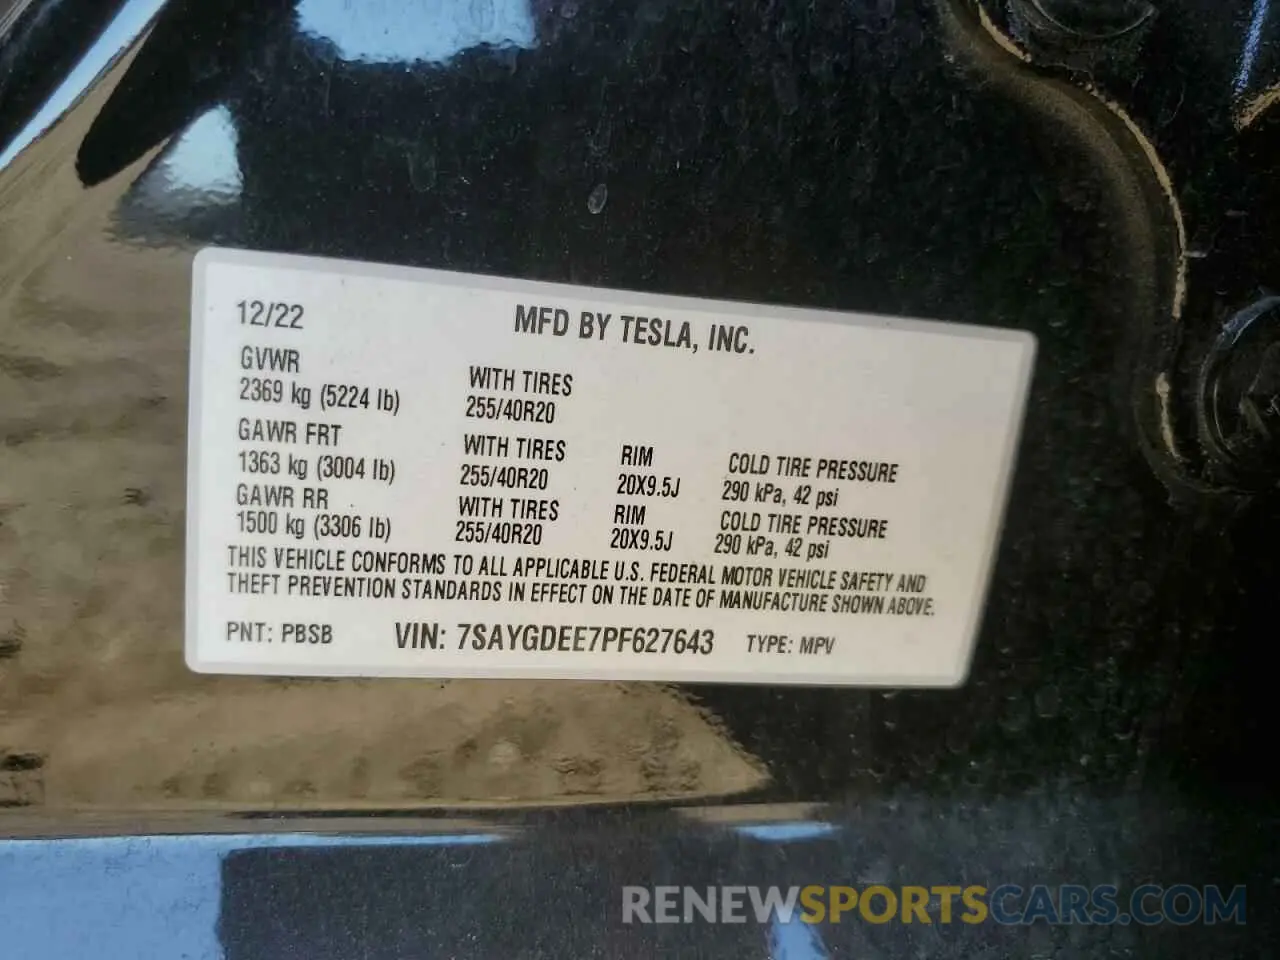 12/22 MFD BY TESLA, INC.
GVWR WITH TIRES
2369 kg (5224 lb) 255/40R20
GAWR FRT WITH TIRES RIM COLD TIRE PRESSURE
1363 kg (3004 lb) 255/40R20 20X9.5J 290 kPa, 42 psi
GAWR RR WITH TIRES RIM COLD TIRE PRESSURE
1500 kg (3306 lb) 255/40R20 20X9.5J 290 kPa, 42 psi
THIS VEHICLE CONFORMS TO ALL APPLICABLE U.S. FEDERAL MOTOR VEHICLE SAFETY AND
THEFT PREVENTION STANDARDS IN EFFECT ON THE DATE OF MANUFACTURE SHOWN ABOVE.
PNT: PBSB VIN: 7SAYGDEE7PF627643 TYPE: MPV
RENEWSPORTSCARS.COM